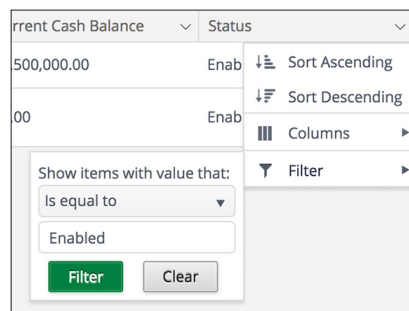 rrent Cash Balance Status
,500,000.00 Enab Sort Ascending
Sort Descending
.00 Enab
Columns
Filter
Show items with value that:
Is equal to
Enabled
Filter Clear